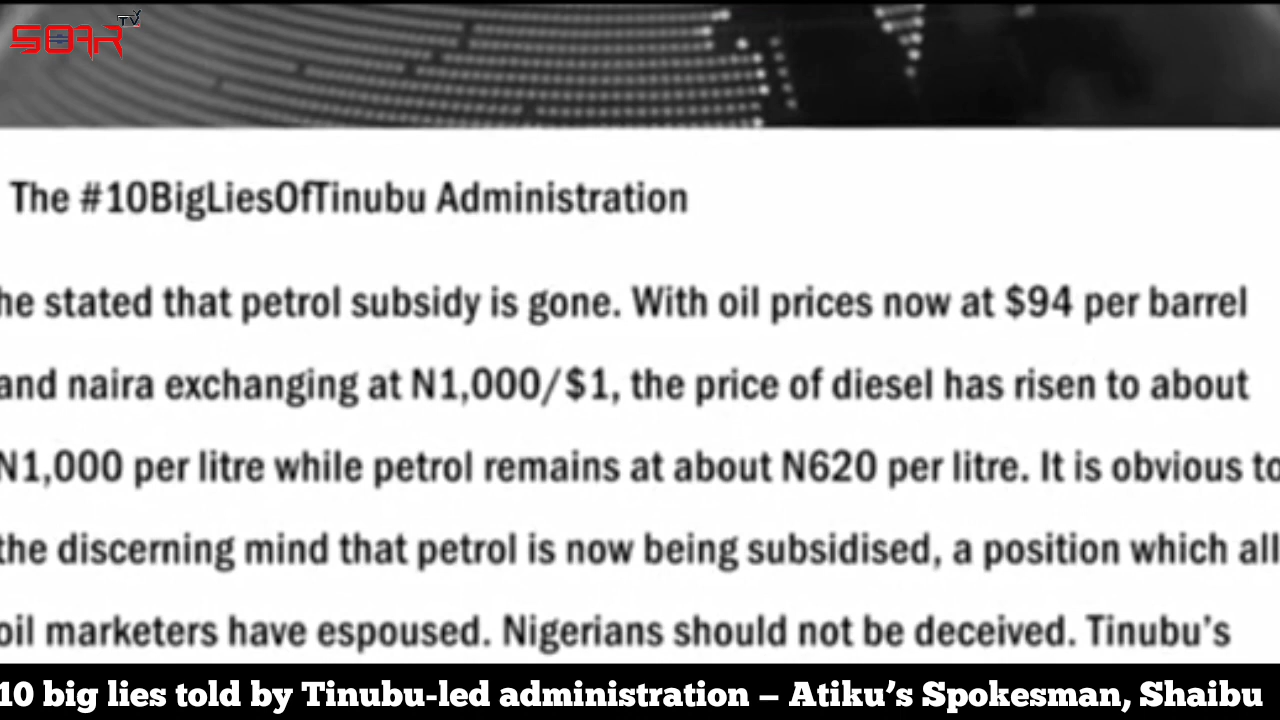 SOAR TV
The #10BigLiesOfTinubu Administration
he stated that petrol subsidy is gone. With oil prices now at $94 per barrel
and naira exchanging at N1,000/$1, the price of diesel has risen to about
N1,000 per litre while petrol remains at about N620 per litre. It is obvious to
the discerning mind that petrol is now being subsidised, a position which all
oil marketers have espoused. Nigerians should not be deceived. Tinubu's
10 big lies told by Tinubu-led administration – Atiku’s Spokesman, Shaibu